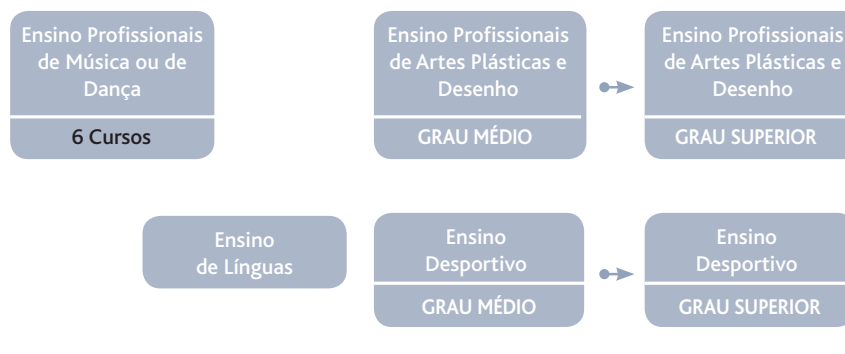 Ensino Profissionais
de Música ou de
Dança
6 Cursos
Ensino Profissionais
de Artes Plásticas e
Desenho
GRAU MÉDIO
Ensino Profissionais
de Artes Plásticas e
Desenho
GRAU SUPERIOR
Ensino
de Línguas
Ensino
Desportivo
GRAU MÉDIO
Ensino
Desportivo
GRAU SUPERIOR